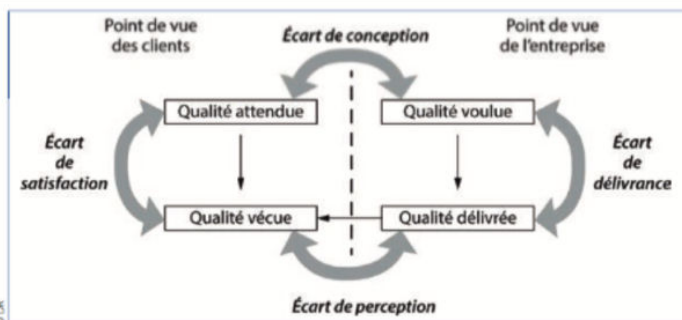 Point de vue
des clients
Écart de conception
Point de vue
de l'entreprise
Qualité attendue
Qualité voulue
Écart
de
satisfaction
Écart
de
délivrance
Qualité vécue
Qualité délivrée
Écart de perception